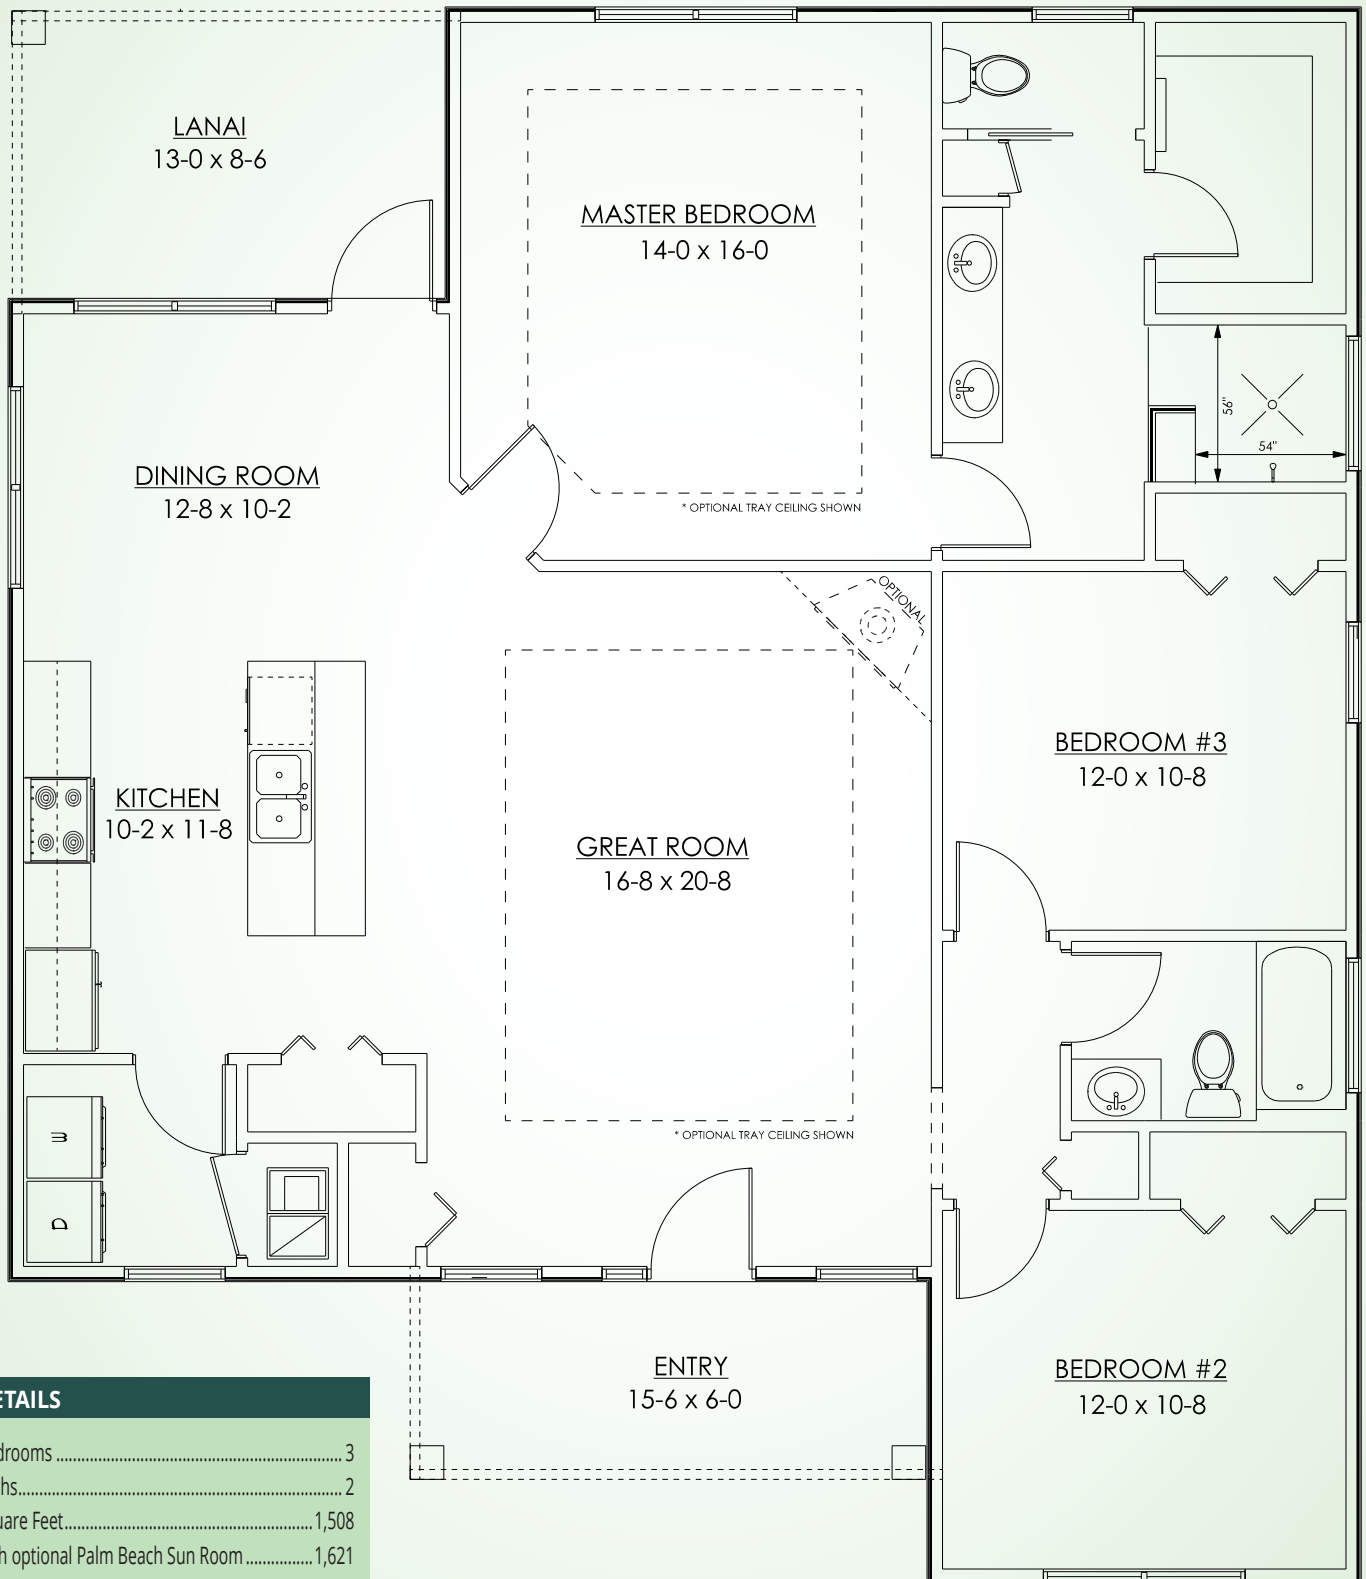 LANAI
13-0 x 8-6
MASTER BEDROOM
14-0 x 16-0
* OPTIONAL TRAY CEILING SHOWN
56"
54"
DINING ROOM
12-8 x 10-2
OPTIONAL
BEDROOM #3
12-0 x 10-8
KITCHEN
10-2 x 11-8
GREAT ROOM
16-8 x 20-8
* OPTIONAL TRAY CEILING SHOWN
W
D
ENTRY
15-6 x 6-0
BEDROOM #2
12-0 x 10-8
ETAILS
drooms 3
hs 2
uare Feet 1,508
h optional Palm Beach Sun Room 1,621